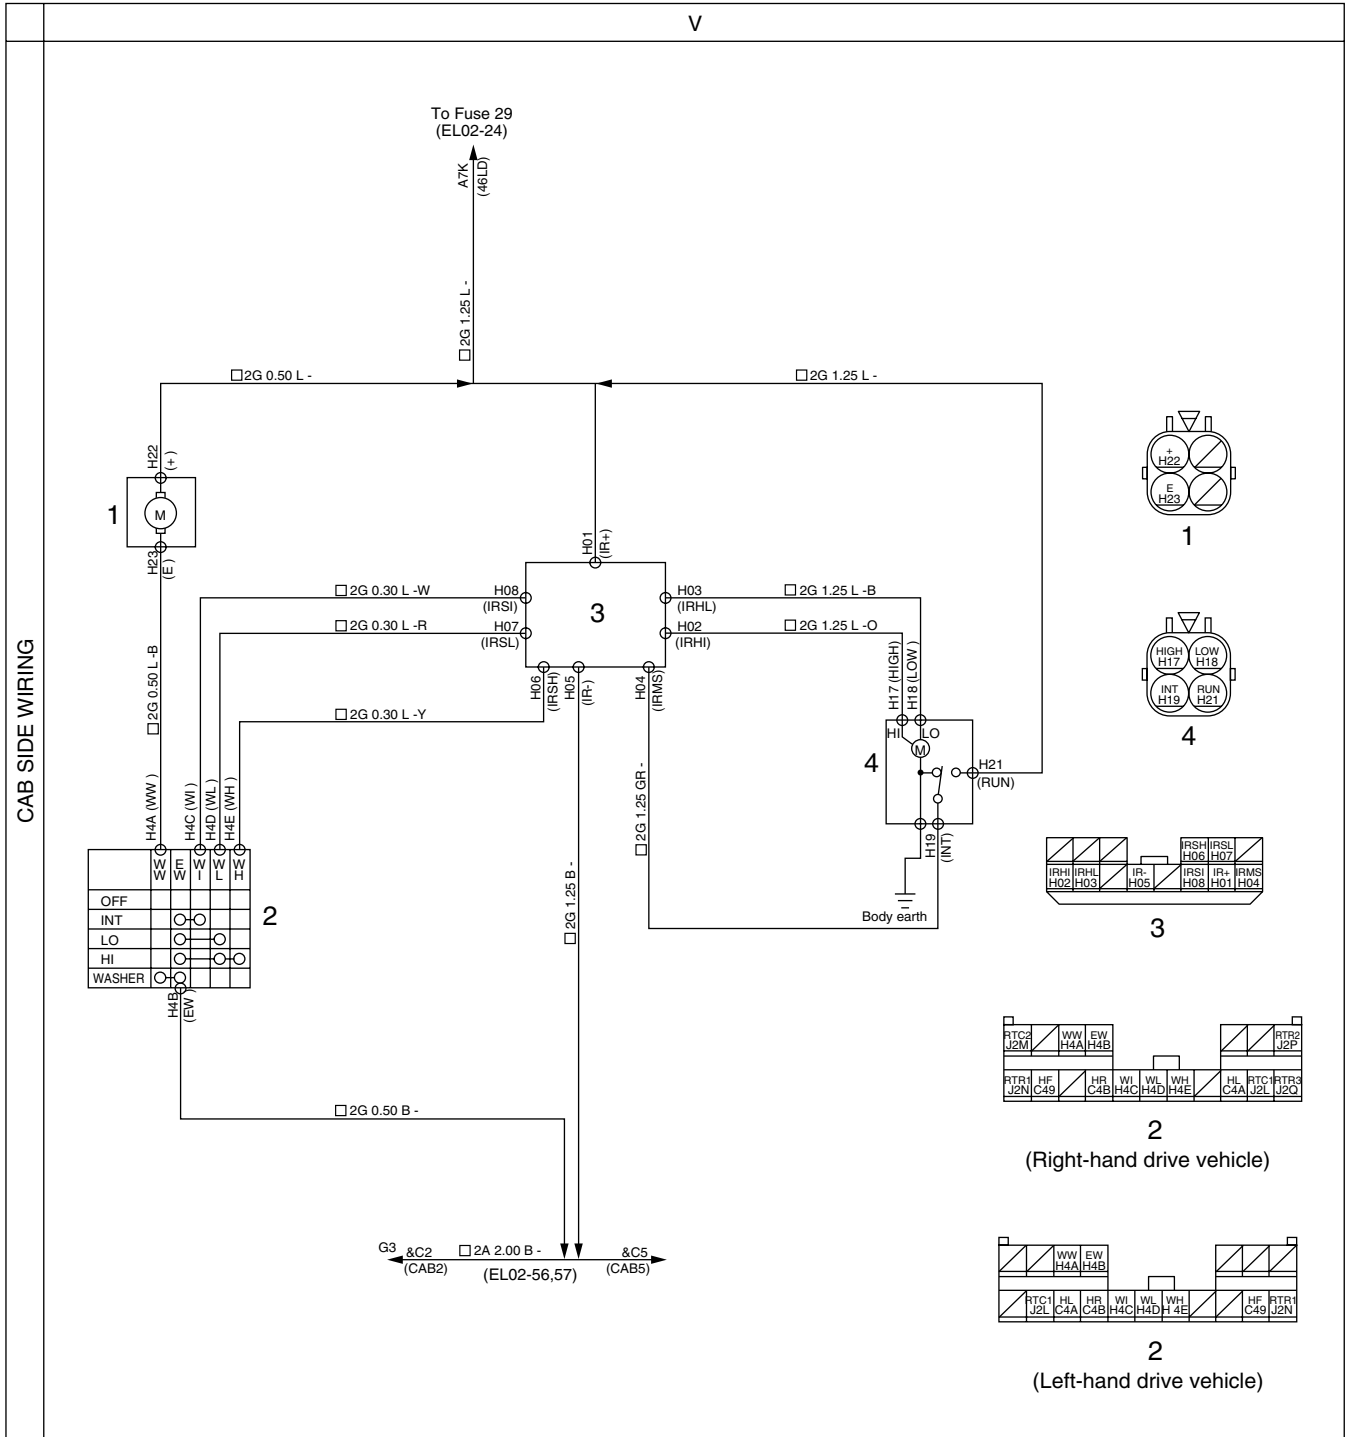 V
CAB SIDE WIRING
To Fuse 29
(EL02-24)
A7K
(46LD)
□ 2G 1.25 L -
□ 2G 0.50 L -
□ 2G 1.25 L -
H22
(+)
1
M
H23
(E )
H01
(IR+)
3
□ 2G 0.30 L -W
H08
(IRSI)
□ 2G 0.30 L -R
H07
(IRSL)
H03
(IRHL)
□ 2G 1.25 L -B
H02
(IRHI)
□ 2G 1.25 L -O
H06
(IRSH)
H05
(IR-)
H04
(IRMS)
□ 2G 0.30 L -Y
□ 2G 0.50 L -B
H17 (HIGH)
H18 (LOW )
HI
LO
M
4
H21
(RUN)
H19
(INT)
Body earth
□ 2G 1.25 GR -
□ 2G 1.25 B -
H4A (WW )
H4C (WI )
H4D (WL )
H4E (WH )
WW EW WI WL WH
OFF
INT
LO
HI
WASHER
2
H4B
(EW )
□ 2G 0.50 B -
G3
&C2
(CAB2)
□ 2A 2.00 B -
&C5
(CAB5)
(EL02-56,57)
+
H22
E
H23
1
HIGH LOW
H17 H18
INT RUN
H19 H21
4
IRSH IRSL
H06 H07
IRHI IRHL IR- IRSI IR+ IRMS
H02 H03 H05 H08 H01 H04
3
RTC2 WW EW RTR2
J2M H4A H4B J2P
RTR1 HF HR WI WL WH HL RTC1 RTR3
J2N C49 C4B H4C H4D H4E C4A J2L J2Q
2
(Right-hand drive vehicle)
WW EW
H4A H4B
RTC1 HL HR WI WL WH HF RTR1
J2L C4A C4B H4C H4D H 4E C49 J2N
2
(Left-hand drive vehicle)